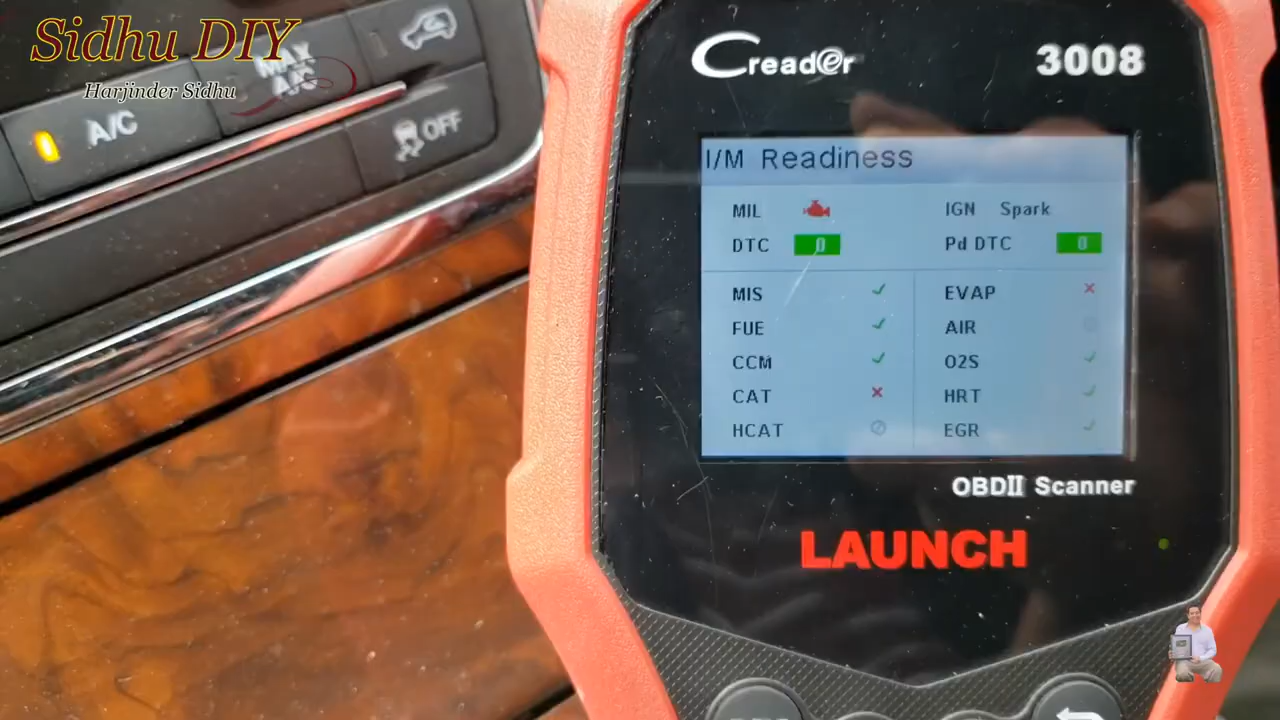 Sidhu DIY
Harjinder Sidhu
MAX
A/C
A/C
OFF
Creader 3008
I/M Readiness
MIL
IGN Spark
DTC 0
Pd DTC 0
MIS
EVAP
FUE
AIR
CCM
O2S
CAT
HRT
HCAT
EGR
OBDII Scanner
LAUNCH